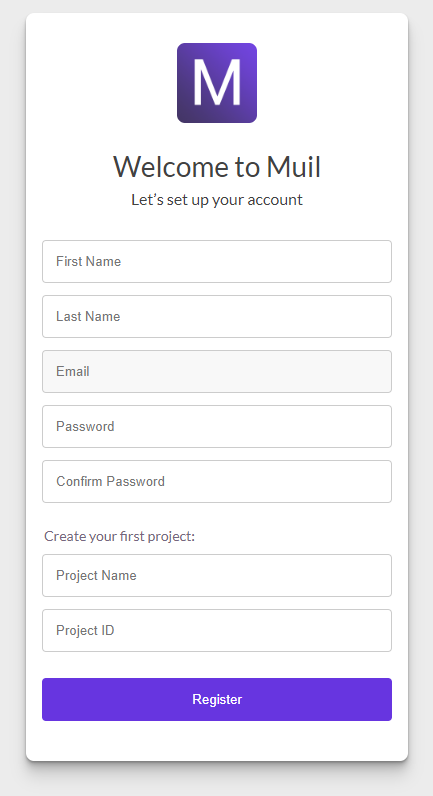 M
Welcome to Muil
Let’s set up your account
First Name
Last Name
Email
Password
Confirm Password
Create your first project:
Project Name
Project ID
Register